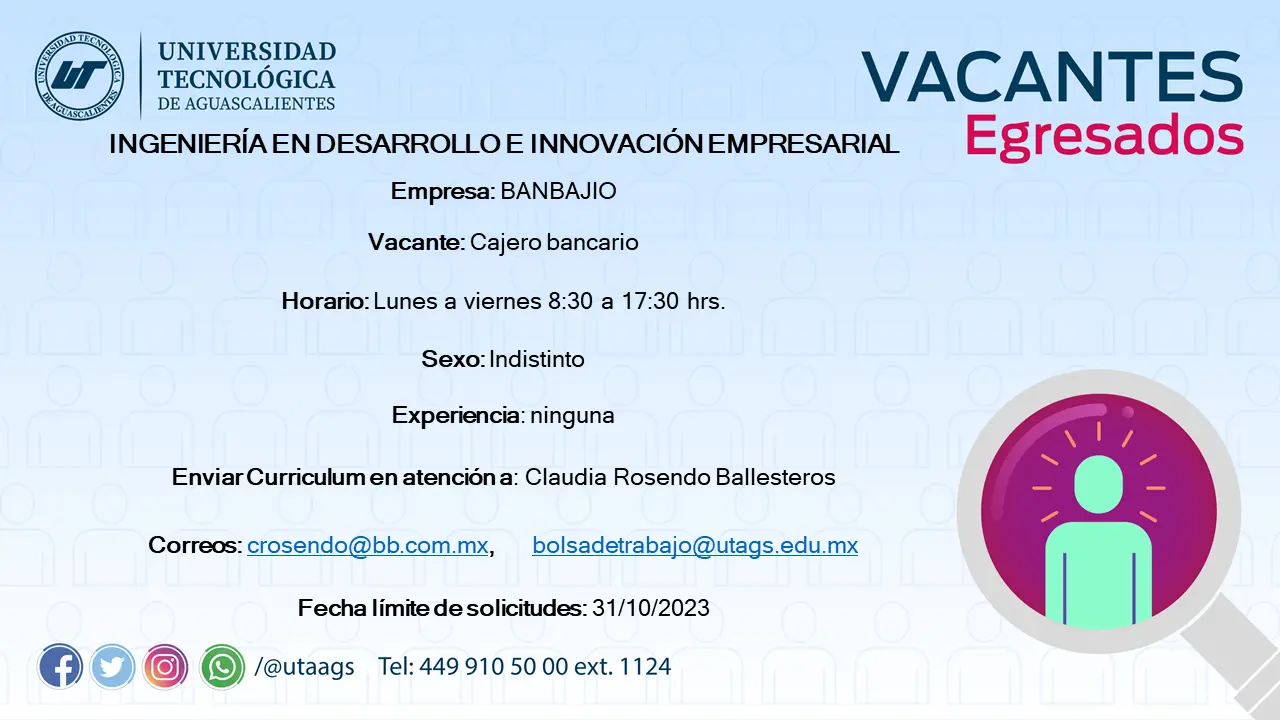 UNIVERSIDAD TECNOLÓGICA DE AGUASCALIENTES
UT
UNIVERSIDAD
TECNOLÓGICA
DE AGUASCALIENTES
VACANTES
Egresados
INGENIERÍA EN DESARROLLO E INNOVACIÓN EMPRESARIAL
Empresa: BANBAJIO
Vacante: Cajero bancario
Horario: Lunes a viernes 8:30 a 17:30 hrs.
Sexo: Indistinto
Experiencia: ninguna
Enviar Curriculum en atención a: Claudia Rosendo Ballesteros
Correos: crosendo@bb.com.mx, bolsadetrabajo@utags.edu.mx
Fecha límite de solicitudes: 31/10/2023
/@utaags Tel: 449 910 50 00 ext. 1124